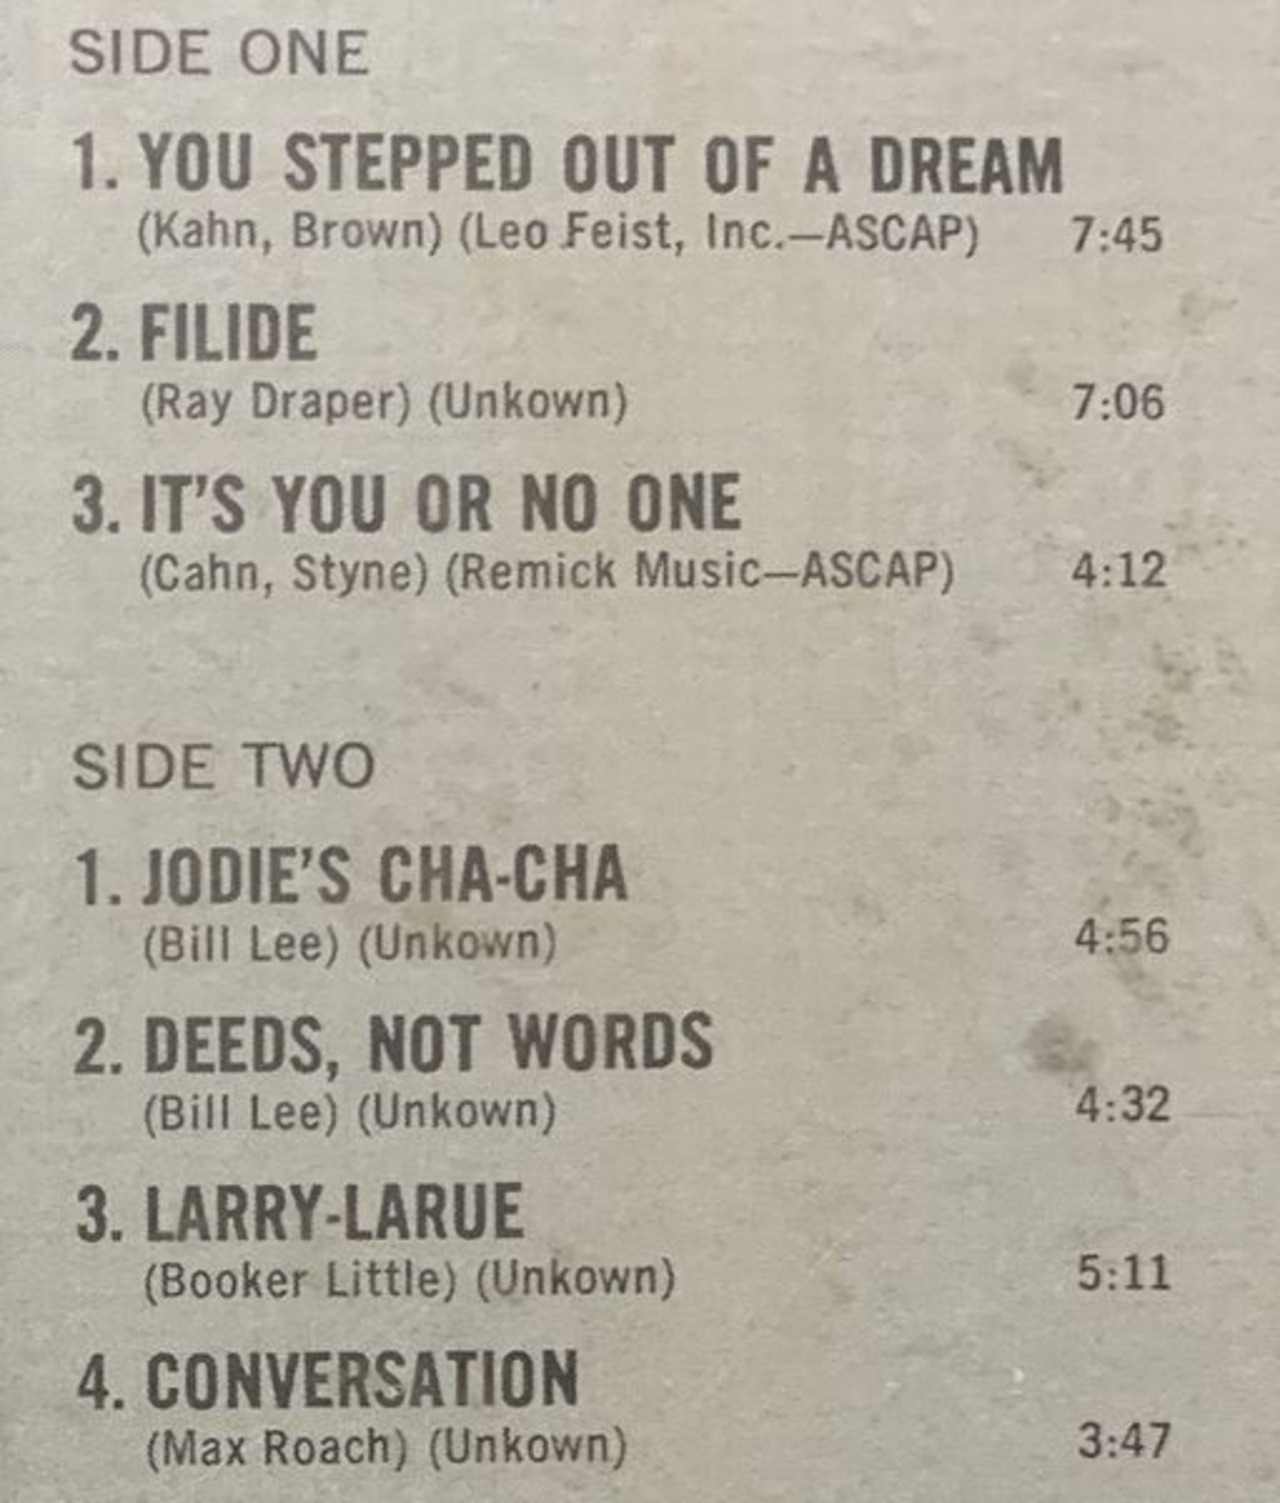 SIDE ONE
1. YOU STEPPED OUT OF A DREAM
(Kahn, Brown) (Leo Feist, Inc.—ASCAP) 7:45
2. FILIDE
(Ray Draper) (Unkown) 7:06
3. IT'S YOU OR NO ONE
(Cahn, Styne) (Remick Music—ASCAP) 4:12
SIDE TWO
1. JODIE'S CHA-CHA
(Bill Lee) (Unkown) 4:56
2. DEEDS, NOT WORDS
(Bill Lee) (Unkown) 4:32
3. LARRY-LARUE
(Booker Little) (Unkown) 5:11
4. CONVERSATION
(Max Roach) (Unkown) 3:47